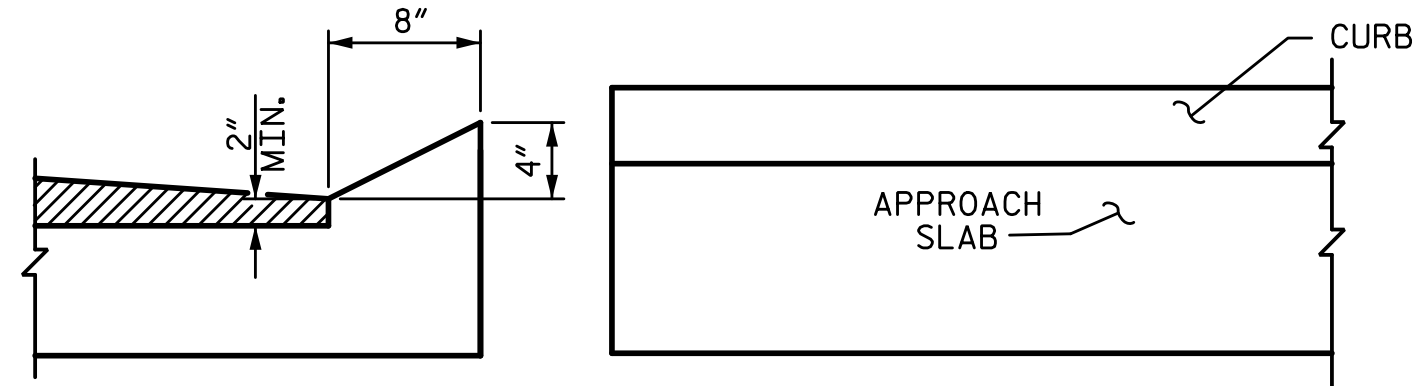 8"
2"
MIN.
4"
CURB
APPROACH
SLAB